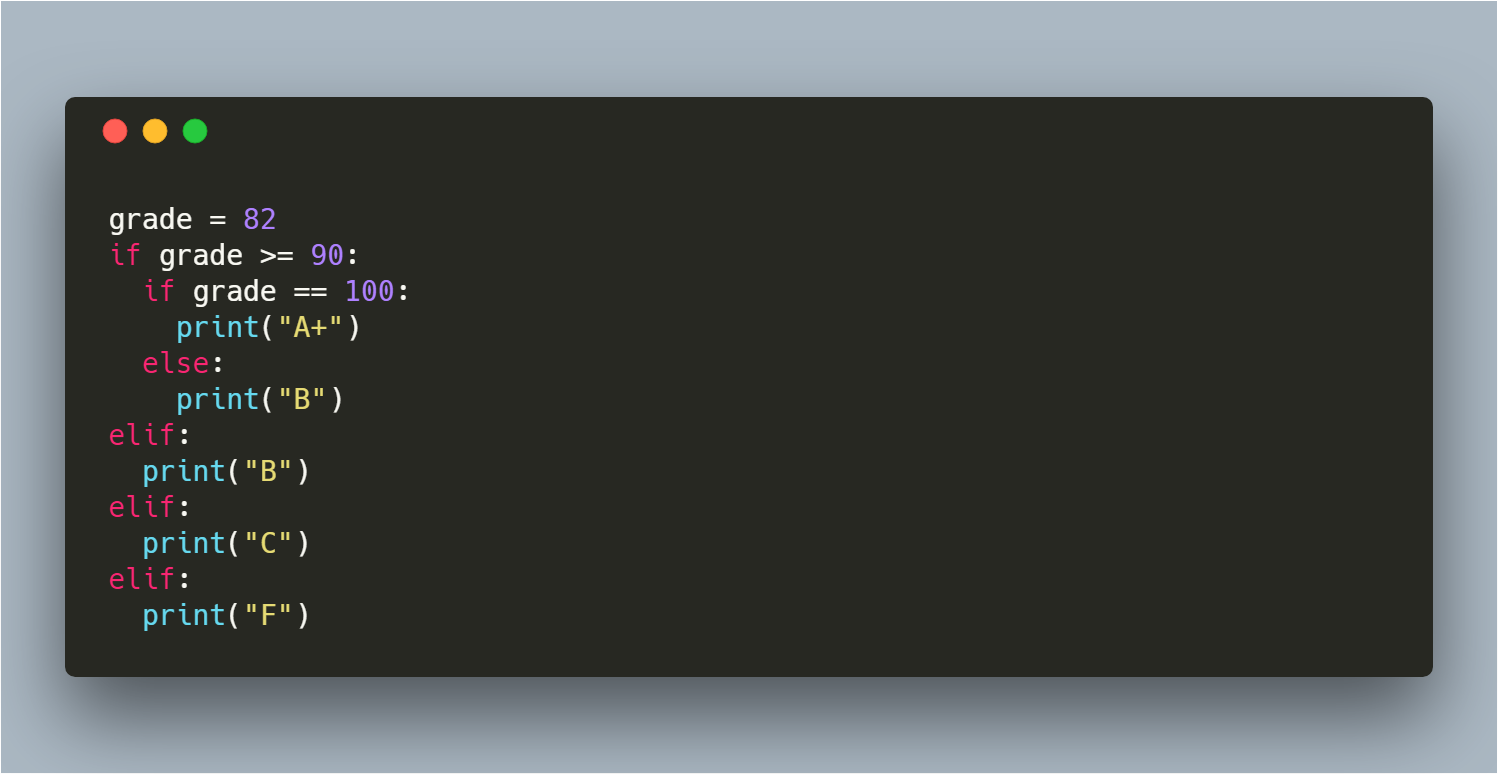 grade = 82
if grade >= 90:
  if grade == 100:
    print("A+")
  else:
    print("B")
elif:
  print("B")
elif:
  print("C")
elif:
  print("F")